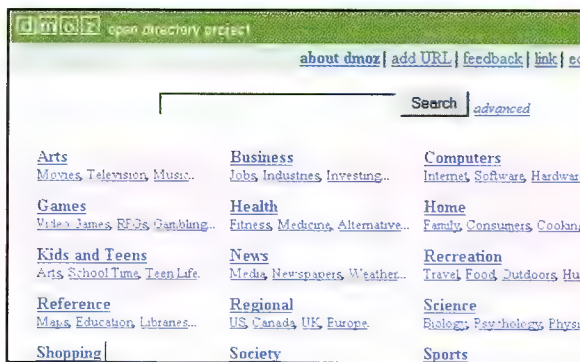 dmoz open directory project
about dmoz | add URL | feedback | link |
Search advanced
Arts Business Computers
Movies, Television, Music... Jobs, Industries, Investing... Internet, Software, Hardwar
Games Health Home
Video Games, RPGs, Gambling... Fitness, Medicine, Alternative... Family, Consumers, Cooking
Kids and Teens News Recreation
Arts, School Time, Teen Life. Media, Newspapers, Weather... Travel, Food, Outdoors, Hu
Reference Regional Science
Maps, Education, Libraries... US, Canada, UK, Europe. Biology, Psychology, Physi
Shopping Society Sports